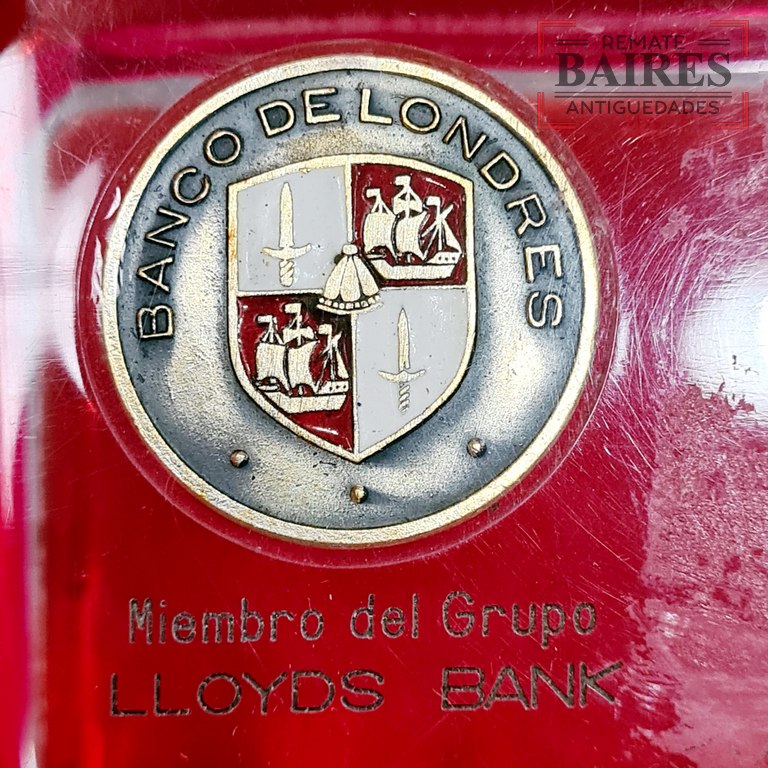 REMATE
BAIRES
ANTIGUEDADES
BANCO DE LONDRES
Miembro del Grupo
LLOYDS BANK